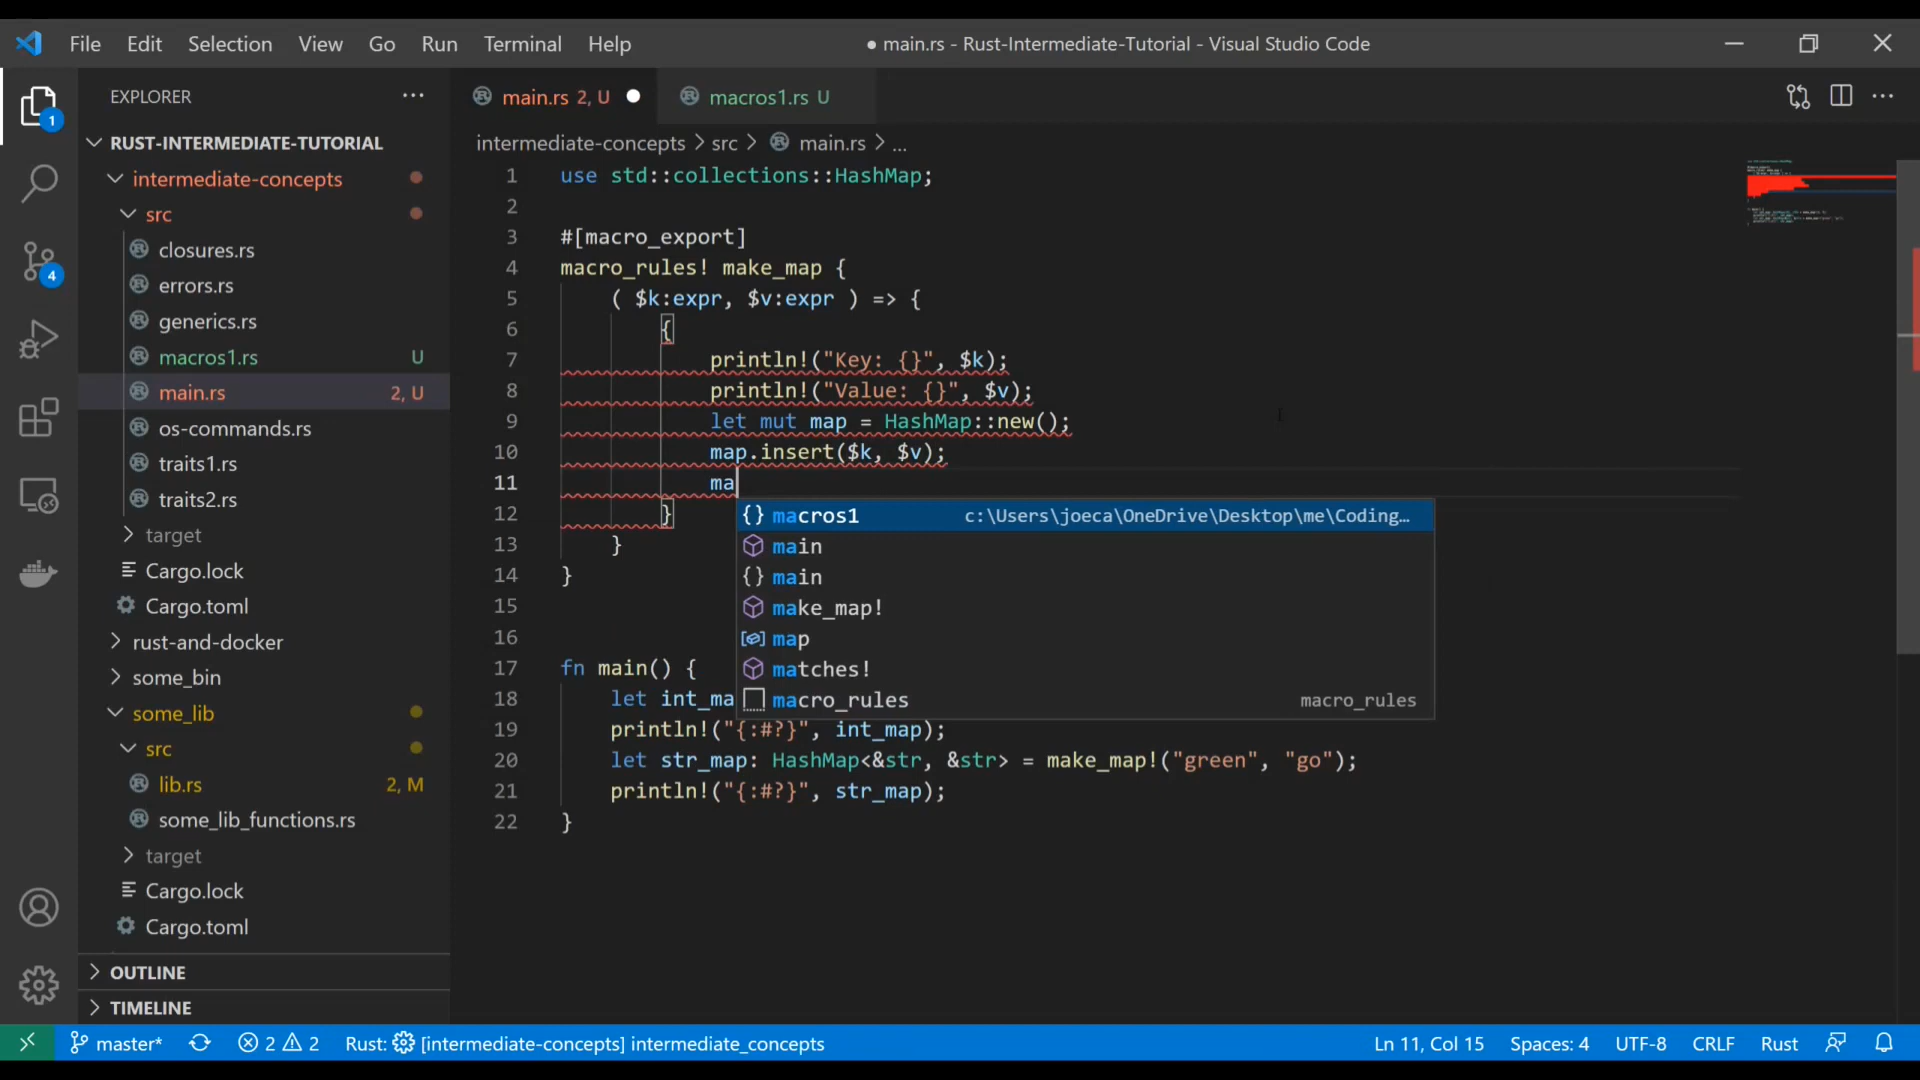 File Edit Selection View Go Run Terminal Help
● main.rs - Rust-Intermediate-Tutorial - Visual Studio Code
EXPLORER
main.rs 2, U
macros1.rs U
1
RUST-INTERMEDIATE-TUTORIAL
intermediate-concepts > src > main.rs > ...
intermediate-concepts
src
closures.rs
errors.rs
generics.rs
macros1.rs U
main.rs 2, U
os-commands.rs
traits1.rs
traits2.rs
target
Cargo.lock
Cargo.toml
rust-and-docker
some_bin
some_lib
src
lib.rs 2, M
some_lib_functions.rs
target
Cargo.lock
Cargo.toml
OUTLINE
TIMELINE
4
1 use std::collections::HashMap;
2
3 #[macro_export]
4 macro_rules! make_map {
5 ( $k:expr, $v:expr ) => {
6 {
7 println!("Key: {}", $k);
8 println!("Value: {}", $v);
9 let mut map = HashMap::new();
10 map.insert($k, $v);
11 ma
12 }
13 }
14 }
15
16
17 fn main() {
18 let int_ma
19 println!("{:#?}", int_map);
20 let str_map: HashMap<&str, &str> = make_map!("green", "go");
21 println!("{:#?}", str_map);
22 }
{} macros1 c:\Users\joeca\OneDrive\Desktop\me\Coding…
main
{} main
make_map!
map
matches!
macro_rules macro_rules
master* 2 2 Rust: [intermediate-concepts] intermediate_concepts
Ln 11, Col 15 Spaces: 4 UTF-8 CRLF Rust